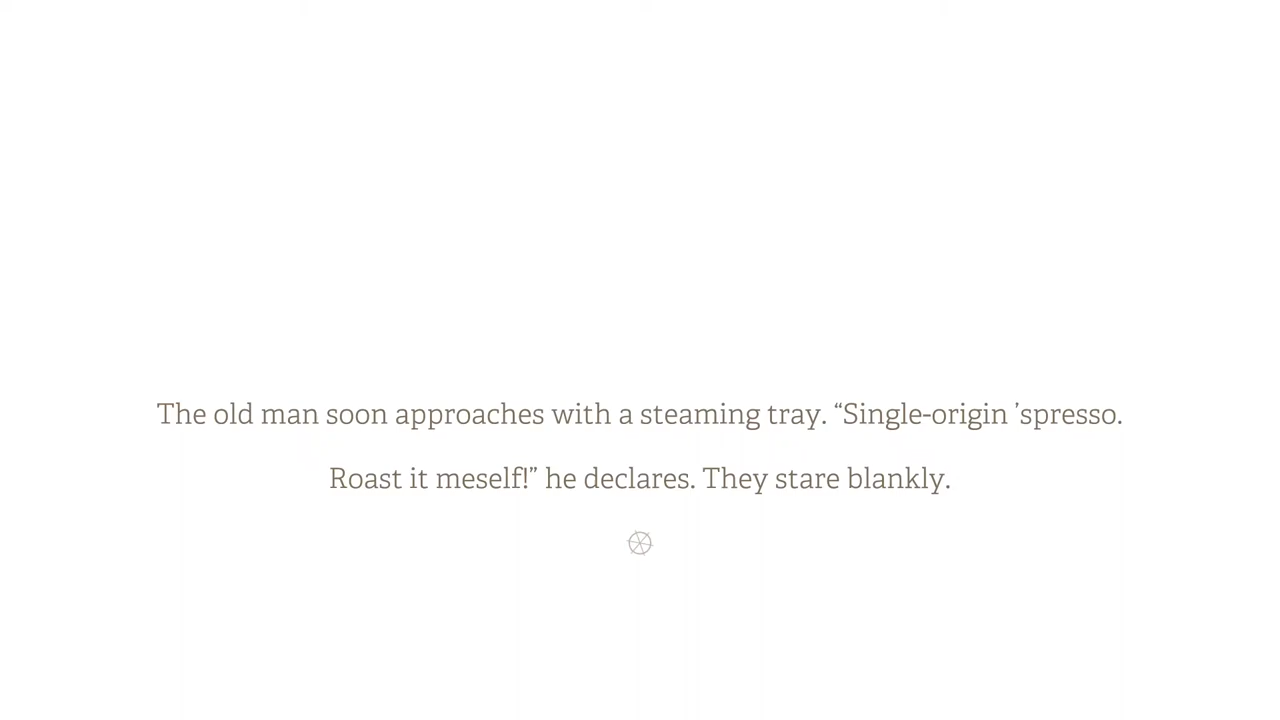 The old man soon approaches with a steaming tray. “Single-origin ’spresso.
Roast it meself!” he declares. They stare blankly.